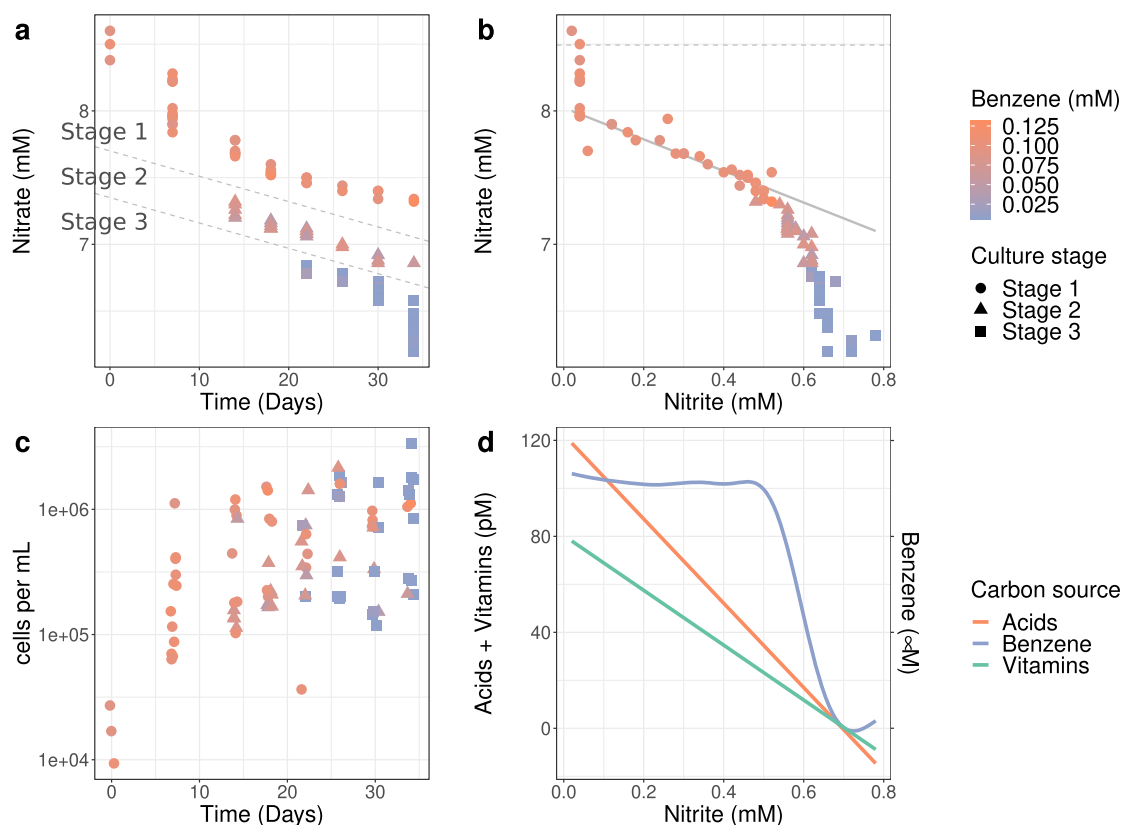 a
Nitrate (mM)
8
7
Stage 1
Stage 2
Stage 3
0
10
20
30
Time (Days)
b
Nitrate (mM)
8
7
0.0
0.2
0.4
0.6
0.8
Nitrite (mM)
Benzene (mM)
0.125
0.100
0.075
0.050
0.025
Culture stage
Stage 1
Stage 2
Stage 3
c
cells per mL
1e+06
1e+05
1e+04
0
10
20
30
Time (Days)
d
Acids + Vitamins (pM)
120
80
40
0
0.0
0.2
0.4
0.6
0.8
Nitrite (mM)
Benzene (∝M)
Carbon source
Acids
Benzene
Vitamins